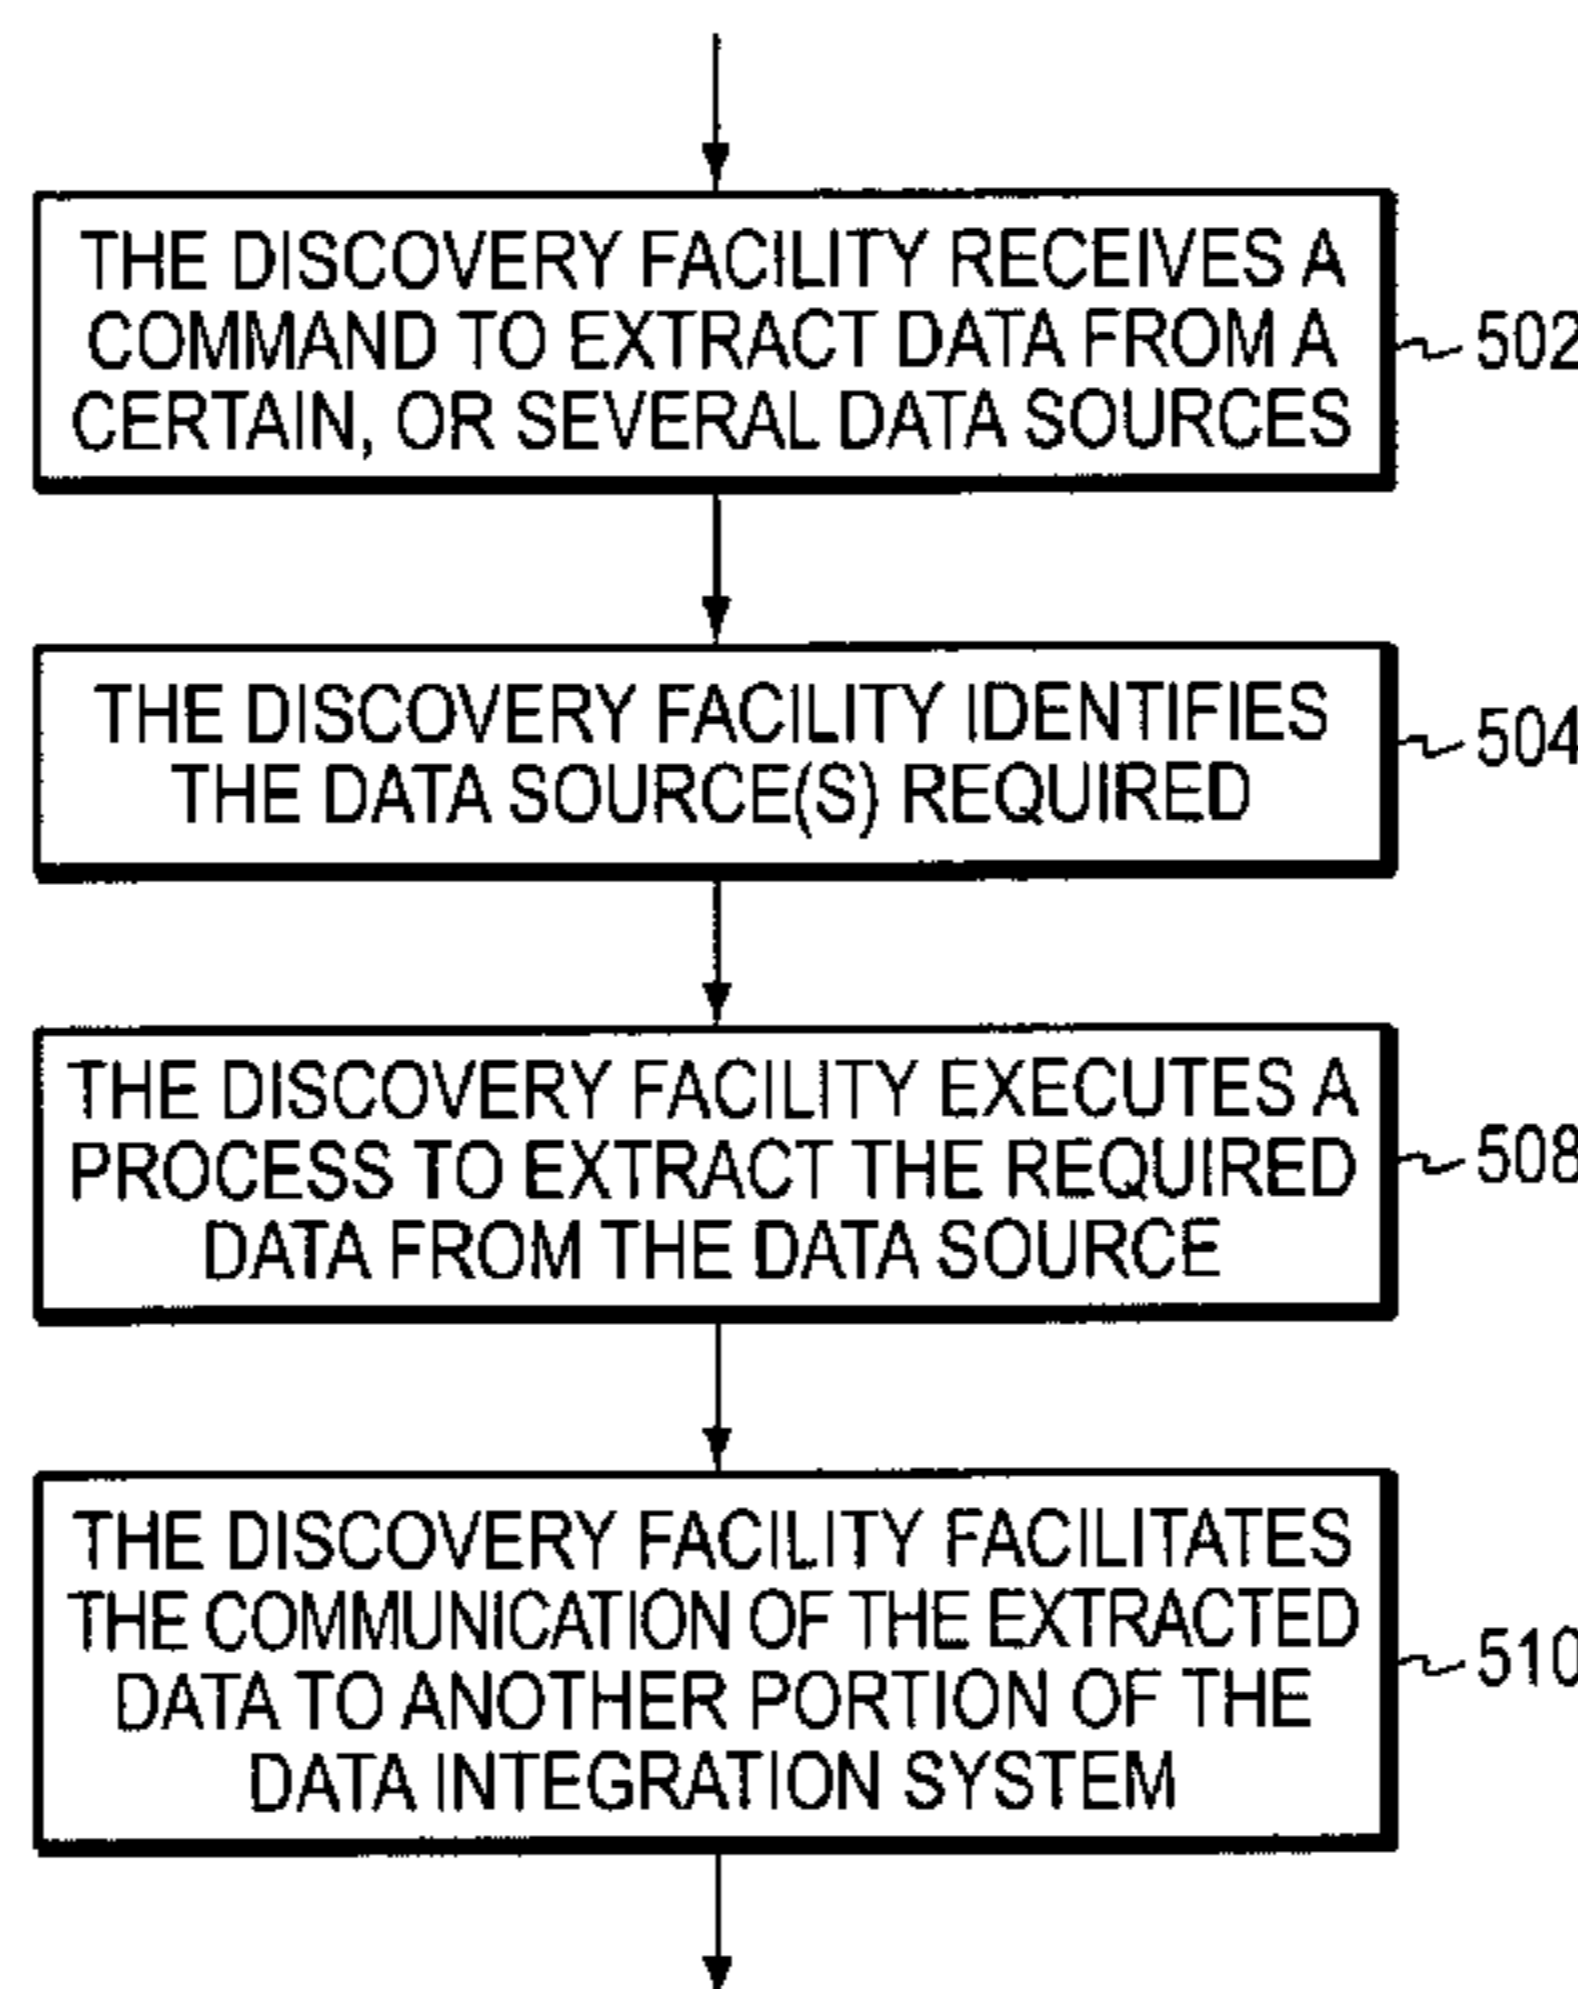 THE DISCOVERY FACILITY RECEIVES A
COMMAND TO EXTRACT DATA FROM A
CERTAIN, OR SEVERAL DATA SOURCES
502
THE DISCOVERY FACILITY IDENTIFIES
THE DATA SOURCE(S) REQUIRED
504
THE DISCOVERY FACILITY EXECUTES A
PROCESS TO EXTRACT THE REQUIRED
DATA FROM THE DATA SOURCE
508
THE DISCOVERY FACILITY FACILITATES
THE COMMUNICATION OF THE EXTRACTED
DATA TO ANOTHER PORTION OF THE
DATA INTEGRATION SYSTEM
510